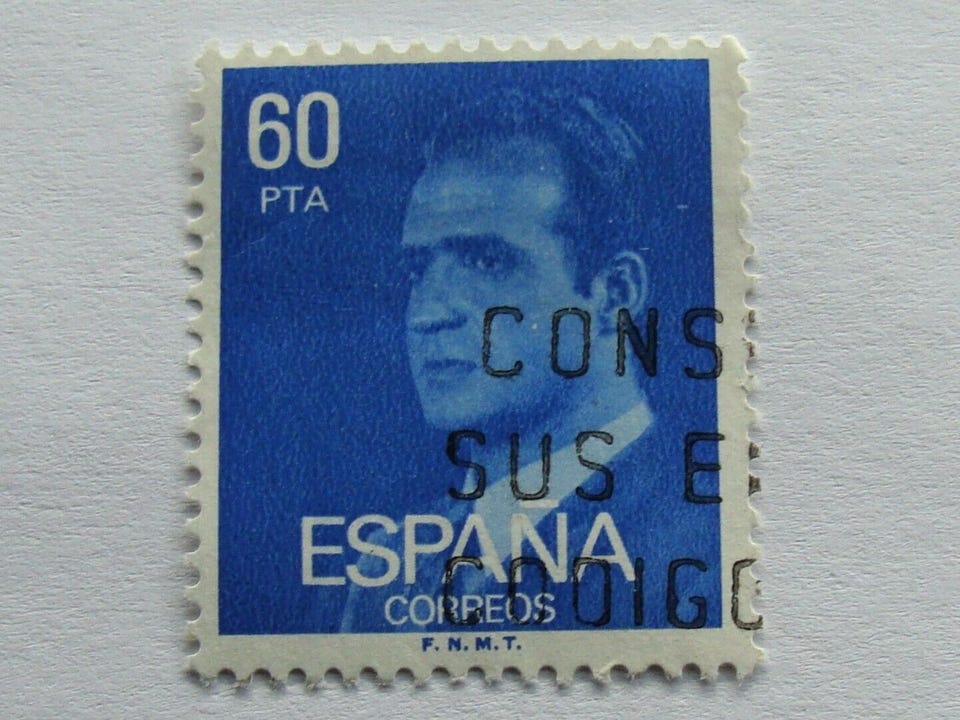 60
PTA
CONS
SUS E
ESPAÑA
CODIGO
CORREOS
F. N. M. T.